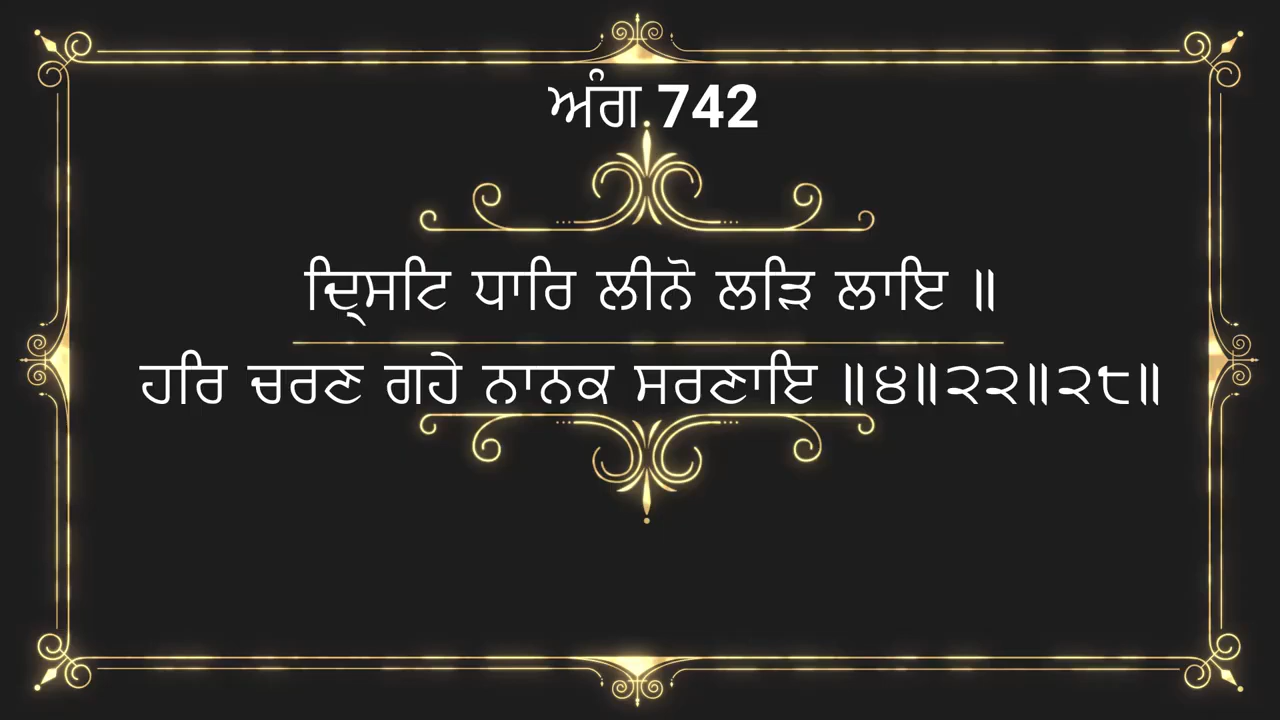 ਅੰਗ.742
ਦ੍ਰਿਸਟਿ ਧਾਰਿ ਲੀਨੋ ਲੜਿ ਲਾਇ ॥
ਹਰਿ ਚਰਣ ਗਹੇ ਨਾਨਕ ਸਰਣਾਇ ॥੪॥੨੨॥੨੮॥